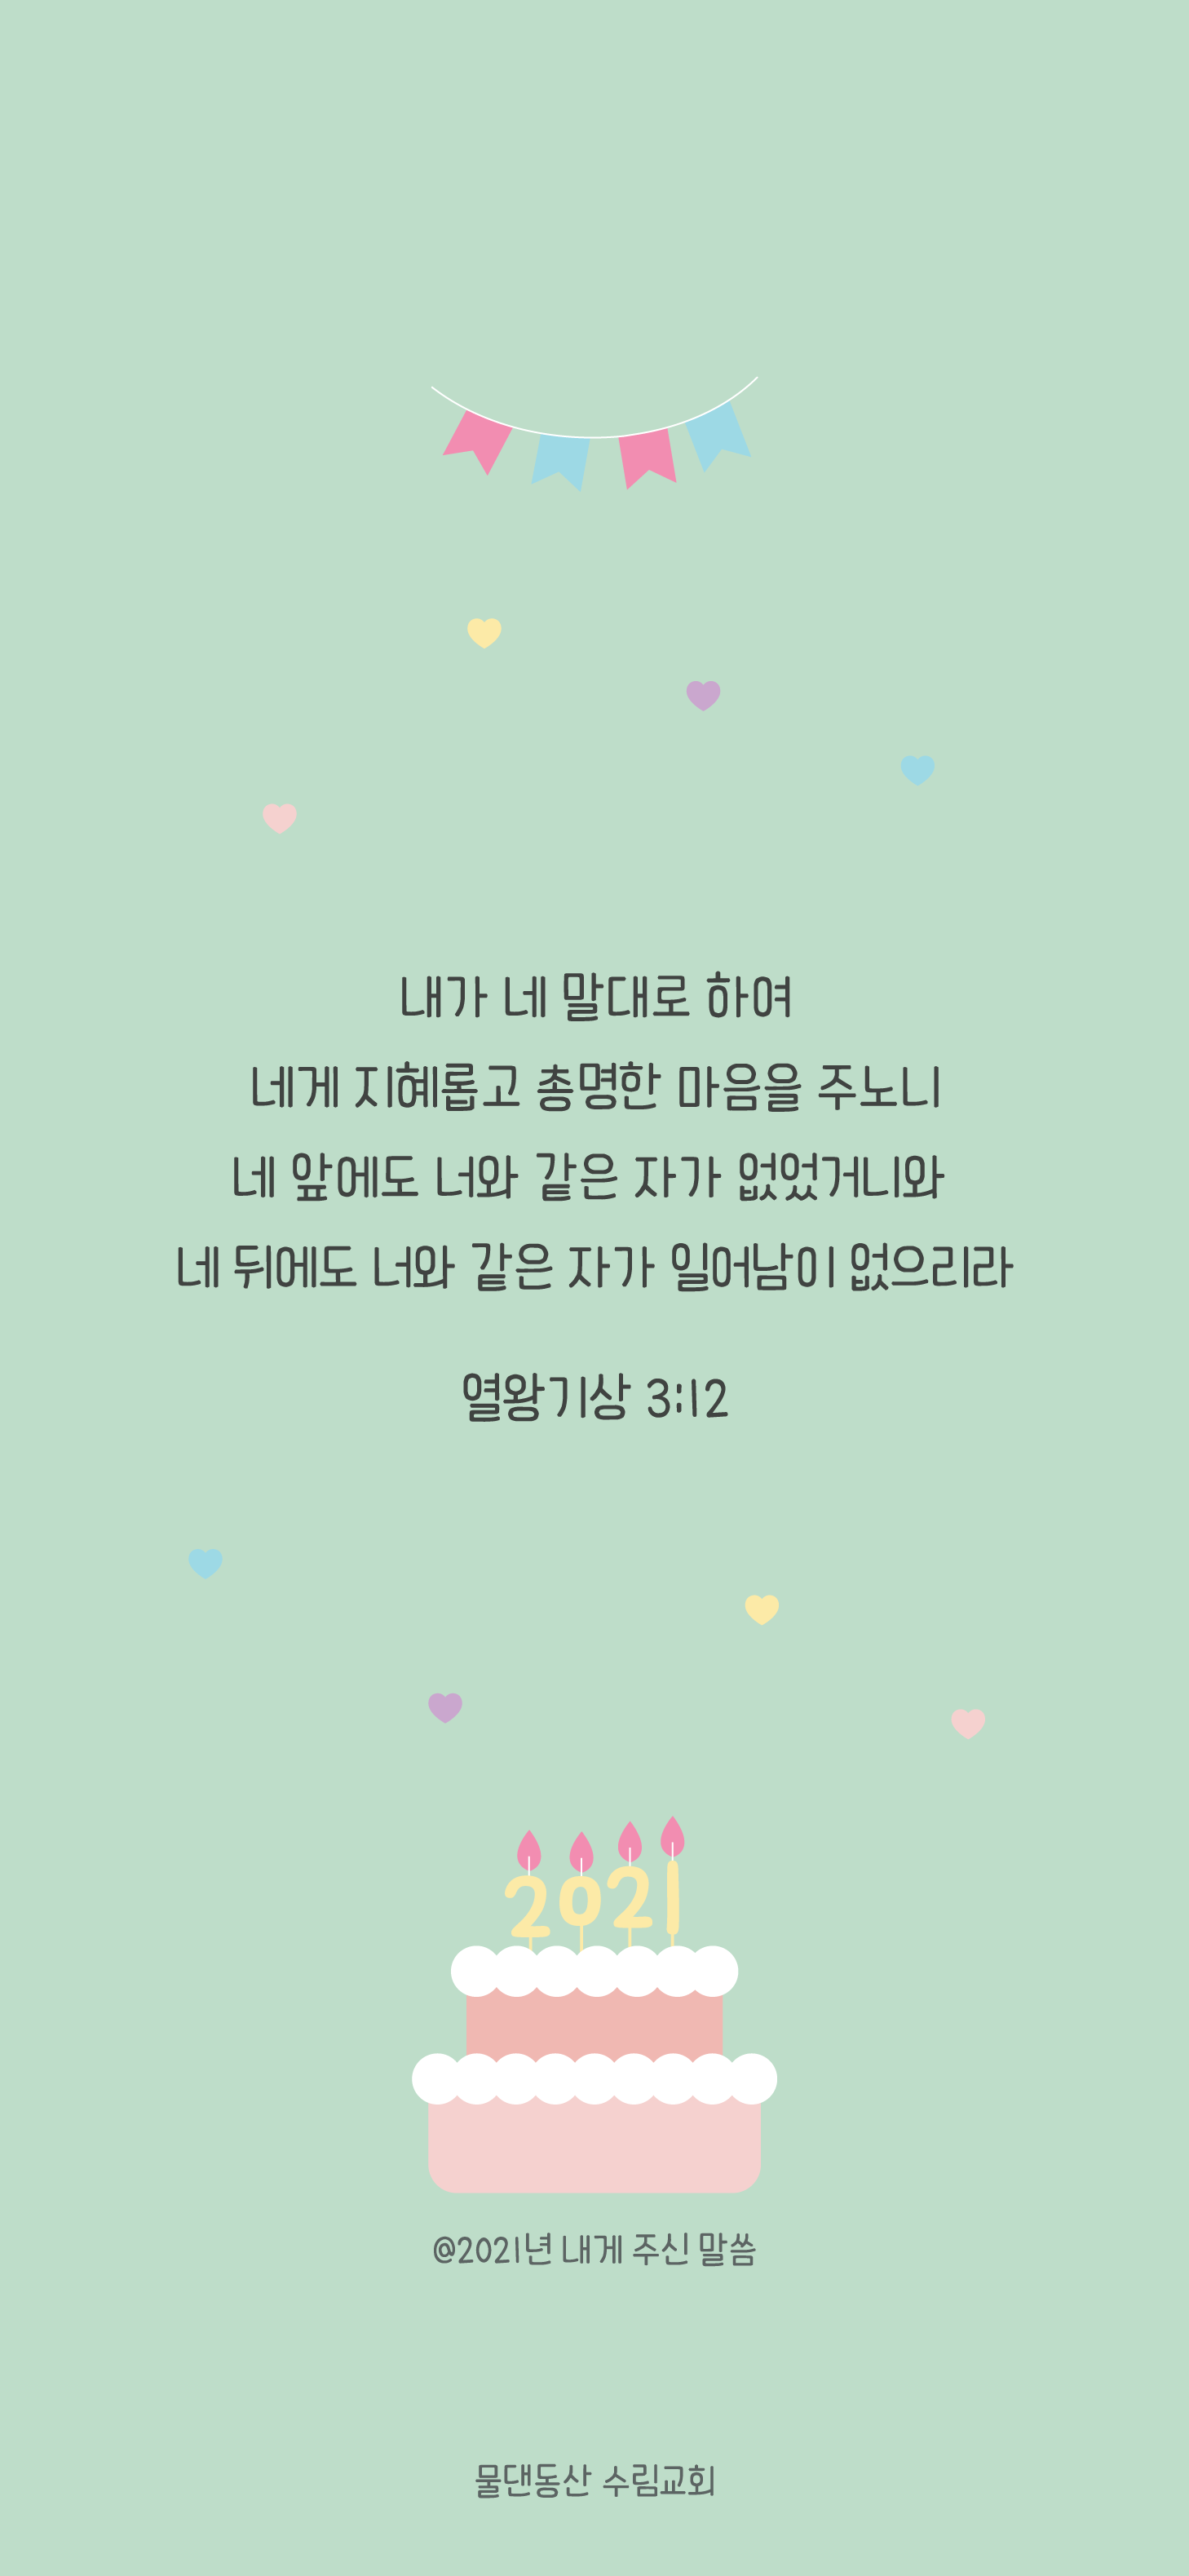 내가 네 말대로 하여
네게 지혜롭고 총명한 마음을 주노니
네 앞에도 너와 같은 자가 없었거니와
네 뒤에도 너와 같은 자가 일어남이 없으리라
열왕기상 3:12
2021
@2021년 내게 주신 말씀
물댄동산 수림교회